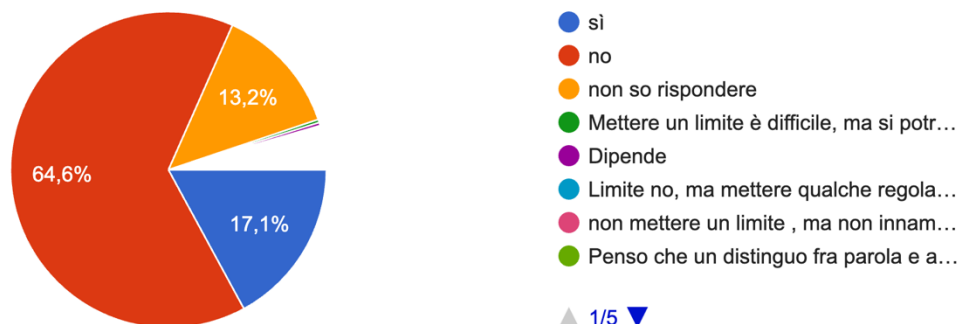 13,2%
64,6%
17,1%
sì
no
non so rispondere
Mettere un limite è difficile, ma si potr…
Dipende
Limite no, ma mettere qualche regola…
non mettere un limite , ma non innam…
Penso che un distinguo fra parola e a…
1/5